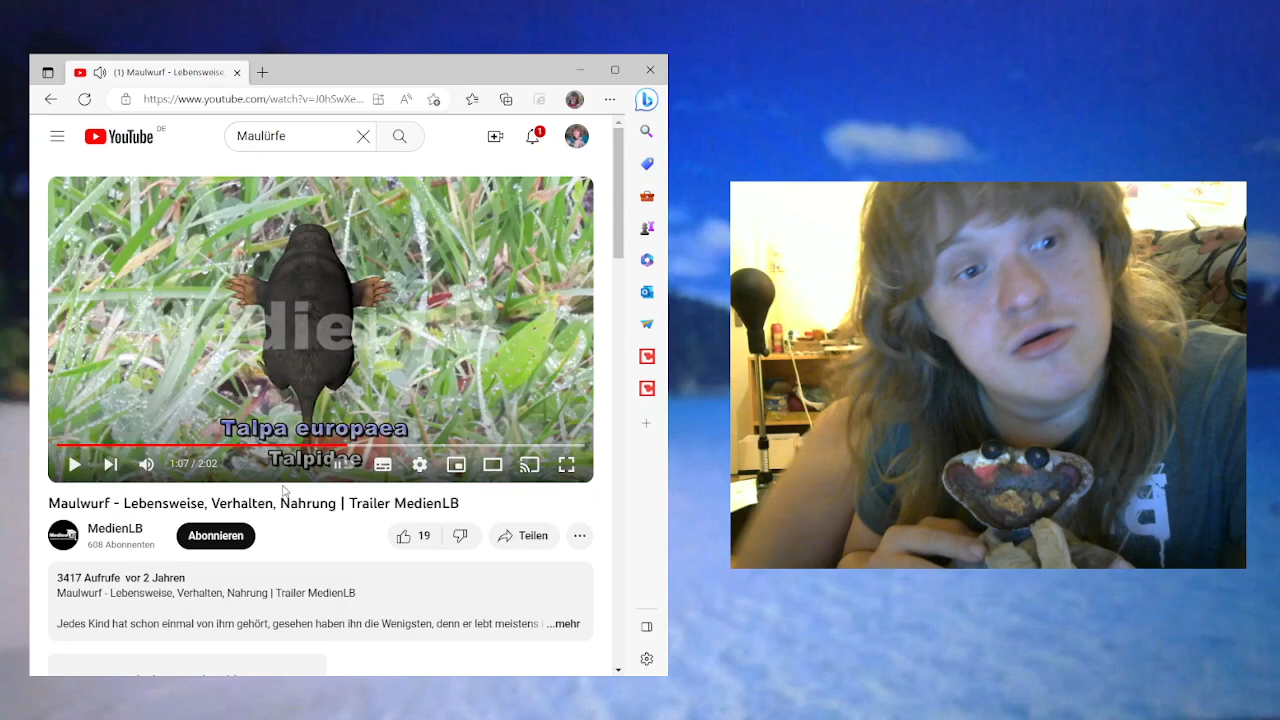 (1) Maulwurf - Lebensweise,
https://www.youtube.com/watch?v=J0hSwXe...
YouTube DE
Maulürfe
1
MedienLB
Talpa europaea
Talpidae
1:07 / 2:02
Maulwurf - Lebensweise, Verhalten, Nahrung | Trailer MedienLB
MedienLB
608 Abonnenten
Abonnieren
19
Teilen
3417 Aufrufe vor 2 Jahren
Maulwurf - Lebensweise, Verhalten, Nahrung | Trailer MedienLB
Jedes Kind hat schon einmal von ihm gehört, gesehen haben ihn die Wenigsten, denn er lebt meistens i ...mehr